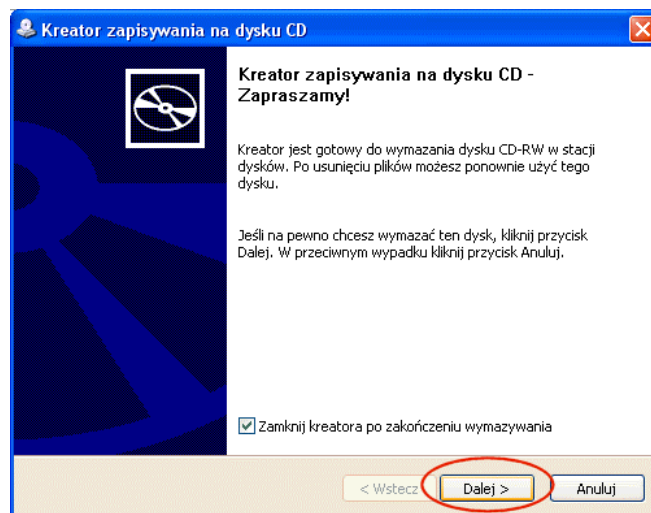 Kreator zapisywania na dysku CD
Kreator zapisywania na dysku CD -
Zapraszamy!
Kreator jest gotowy do wymazania dysku CD-RW w stacji
dysków. Po usunięciu plików możesz ponownie użyć tego
dysku.
Jeśli na pewno chcesz wymazać ten dysk, kliknij przycisk
Dalej. W przeciwnym wypadku kliknij przycisk Anuluj.
Zamknij kreatora po zakończeniu wymazywania
< Wstecz Dalej > Anuluj